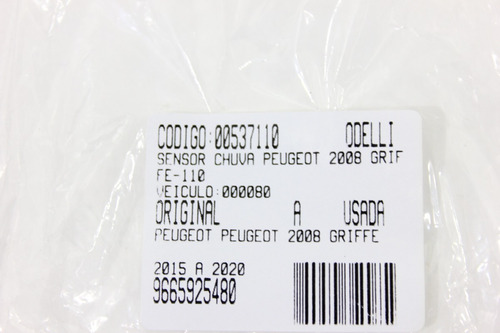 CODIGO:00537110 ODELLI
SENSOR CHUVA PEUGEOT 2008 GRIF
FE-110
VEICULO:000080
ORIGINAL A USADA
PEUGEOT PEUGEOT 2008 GRIFFE
2015 A 2020
9665925480